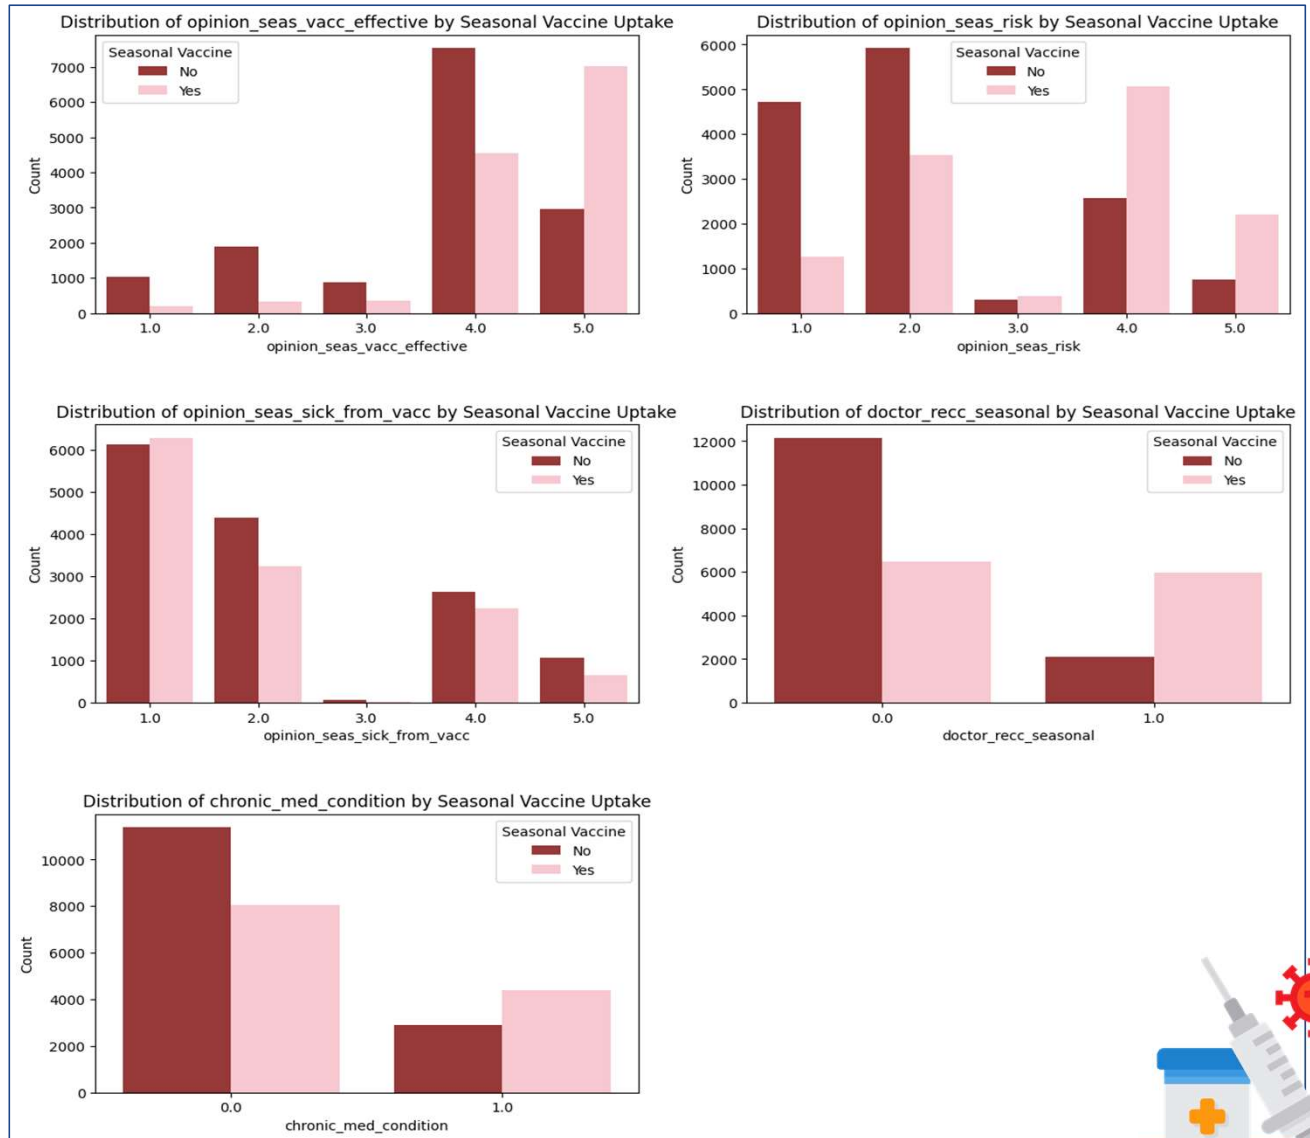 Distribution of opinion_seas_vacc_effective by Seasonal Vaccine Uptake
Seasonal Vaccine
No
Yes
7000
6000
5000
4000
3000
2000
1000
0
Count
1.0 2.0 3.0 4.0 5.0
opinion_seas_vacc_effective
Distribution of opinion_seas_risk by Seasonal Vaccine Uptake
Seasonal Vaccine
No
Yes
6000
5000
4000
3000
2000
1000
0
Count
1.0 2.0 3.0 4.0 5.0
opinion_seas_risk
Distribution of opinion_seas_sick_from_vacc by Seasonal Vaccine Uptake
Seasonal Vaccine
No
Yes
6000
5000
4000
3000
2000
1000
0
Count
1.0 2.0 3.0 4.0 5.0
opinion_seas_sick_from_vacc
Distribution of doctor_recc_seasonal by Seasonal Vaccine Uptake
Seasonal Vaccine
No
Yes
12000
10000
8000
6000
4000
2000
0
Count
0.0 1.0
doctor_recc_seasonal
Distribution of chronic_med_condition by Seasonal Vaccine Uptake
Seasonal Vaccine
No
Yes
10000
8000
6000
4000
2000
0
Count
0.0 1.0
chronic_med_condition